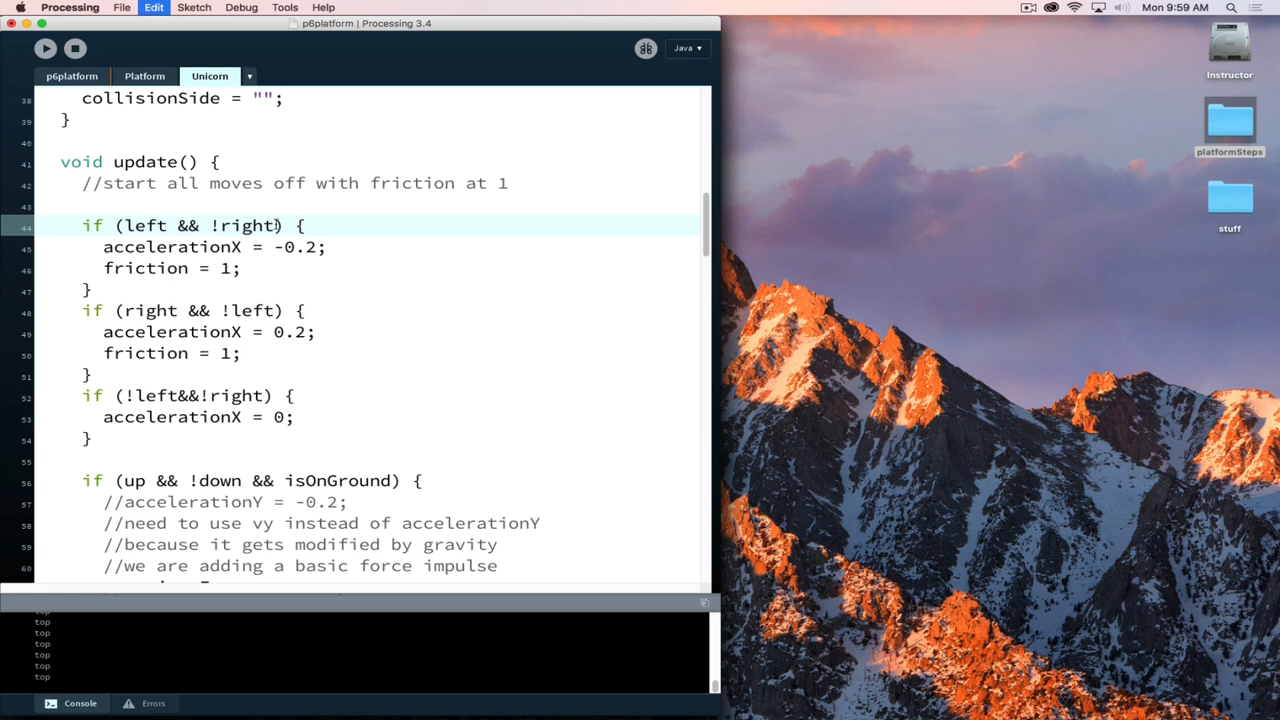 Processing File Edit Sketch Debug Tools Help Mon 9:59 AM
p6platform | Processing 3.4
Java
p6platform Platform Unicorn
38 collisionSide = "";
39 }
40
41 void update() {
42 //start all moves off with friction at 1
43
44 if (left && !right) {
45 accelerationX = -0.2;
46 friction = 1;
47 }
48 if (right && !left) {
49 accelerationX = 0.2;
50 friction = 1;
51 }
52 if (!left&&!right) {
53 accelerationX = 0;
54 }
55
56 if (up && !down && isOnGround) {
57 //accelerationY = -0.2;
58 //need to use vy instead of accelerationY
59 //because it gets modified by gravity
60 //we are adding a basic force impulse
top
top
top
top
top
top
top
Console Errors
Instructor
platformSteps
stuff